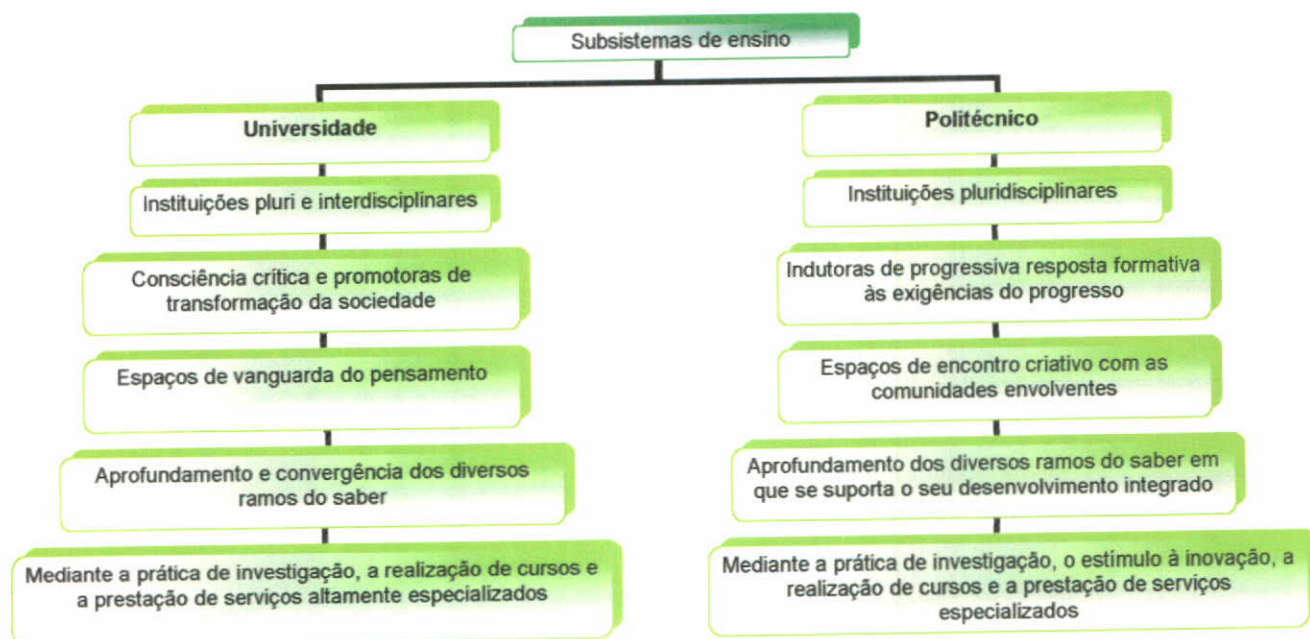 Subsistemas de ensino
Universidade
Instituições pluri e interdisciplinares
Consciência crítica e promotoras de
transformação da sociedade
Espaços de vanguarda do pensamento
Aprofundamento e convergência dos diversos
ramos do saber
Mediante a prática de investigação, a realização de cursos e
a prestação de serviços altamente especializados
Politécnico
Instituições pluridisciplinares
Indutoras de progressiva resposta formativa
às exigências do progresso
Espaços de encontro criativo com as
comunidades envolventes
Aprofundamento dos diversos ramos do saber em
que se suporta o seu desenvolvimento integrado
Mediante a prática de investigação, o estímulo à inovação, a
realização de cursos e a prestação de serviços
especializados